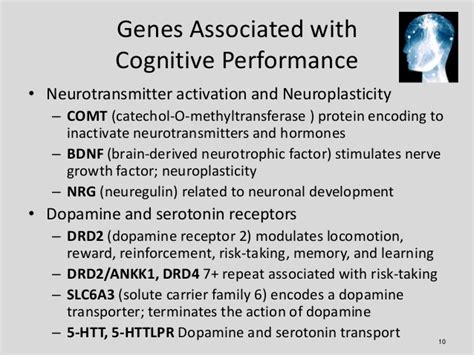 Genes Associated with
Cognitive Performance
• Neurotransmitter activation and Neuroplasticity
– COMT (catechol-O-methyltransferase ) protein encoding to
inactivate neurotransmitters and hormones
– BDNF (brain-derived neurotrophic factor) stimulates nerve
growth factor; neuroplasticity
– NRG (neuregulin) related to neuronal development
• Dopamine and serotonin receptors
– DRD2 (dopamine receptor 2) modulates locomotion,
reward, reinforcement, risk-taking, memory, and learning
– DRD2/ANKK1, DRD4 7+ repeat associated with risk-taking
– SLC6A3 (solute carrier family 6) encodes a dopamine
transporter; terminates the action of dopamine
– 5-HTT, 5-HTTLPR Dopamine and serotonin transport
10